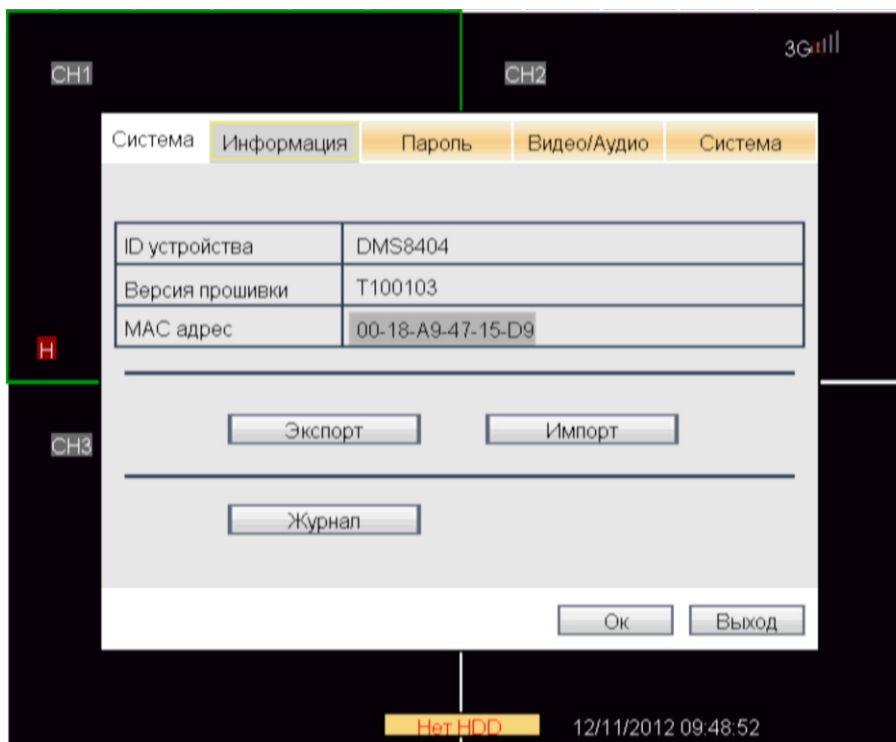 3G
CH1 CH2
Система Информация Пароль Видео/Аудио Система
ID устройства DMS8404
Версия прошивки T100103
MAC адрес 00-18-A9-47-15-D9
H
Экспорт Импорт
CH3
Журнал
Ок Выход
Нет HDD 12/11/2012 09:48:52